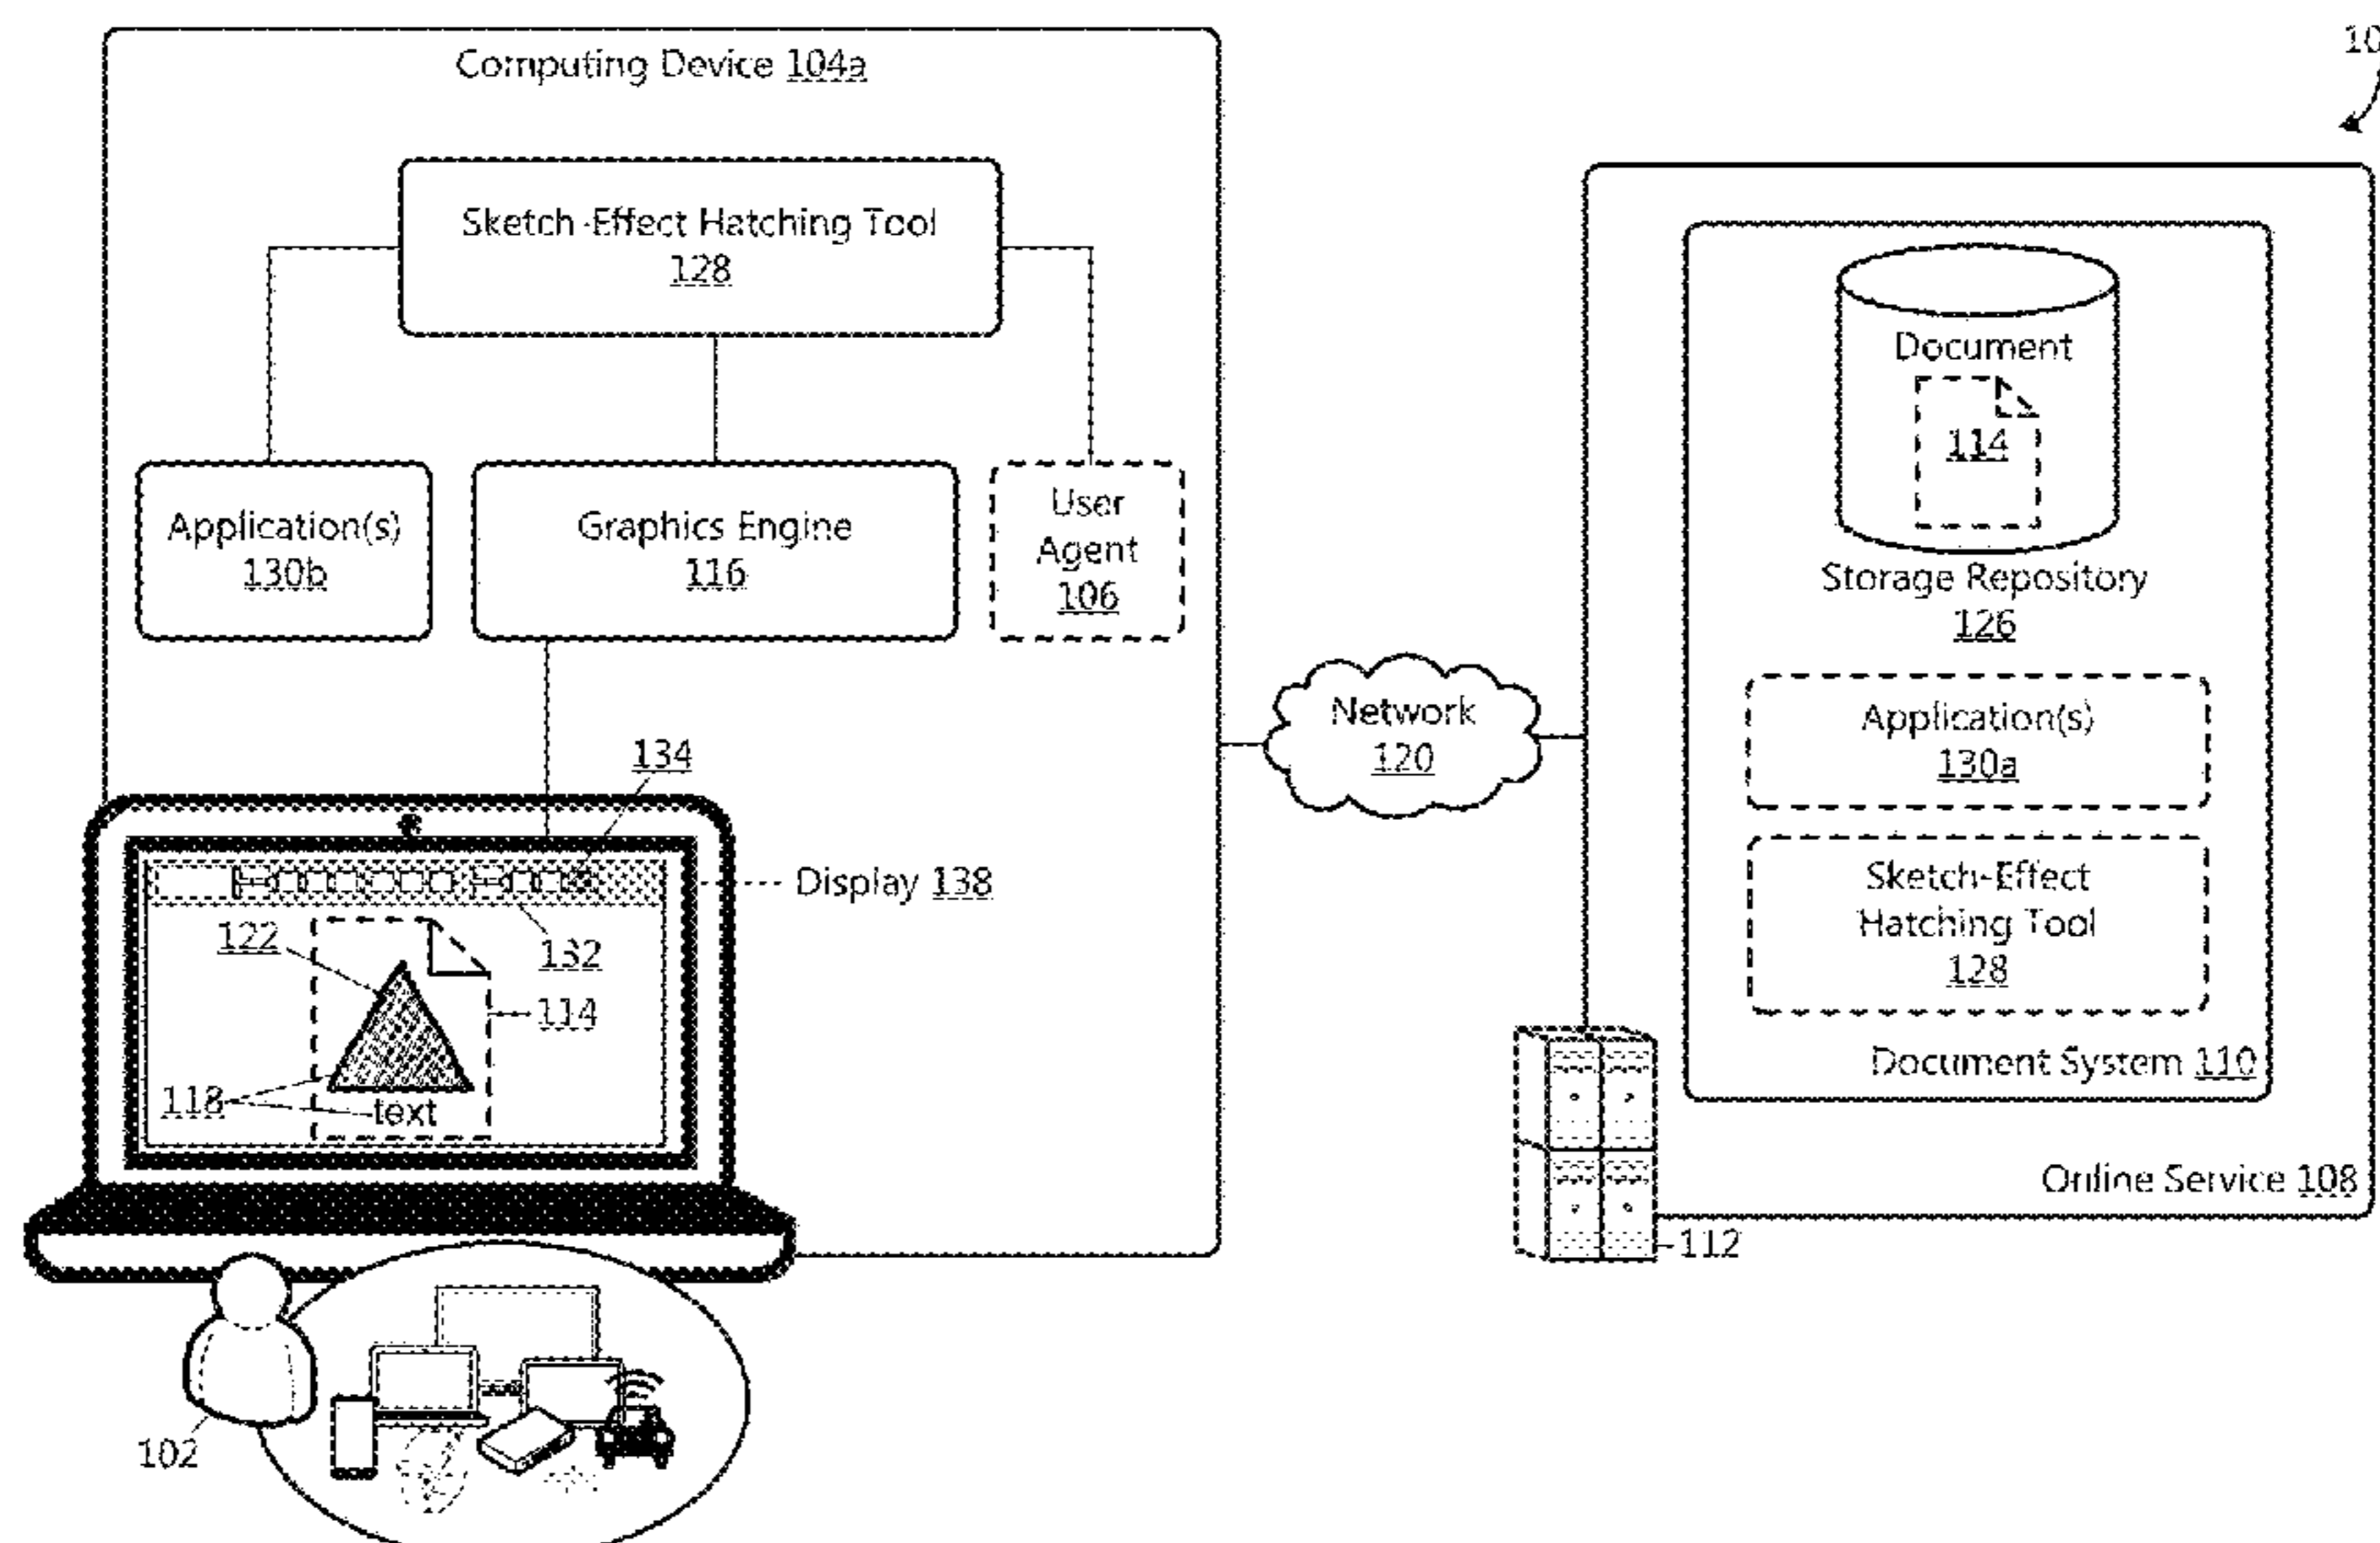 Computing Device 104a
Sketch-Effect Hatching Tool
128
Application(s)
130b
Graphics Engine
116
User
Agent
106
134
Display 138
122
132
114
118
text
102
Network
120
10
Document
114
Storage Repository
126
Application(s)
130a
Sketch-Effect
Hatching Tool
128
Document System 110
Online Service 108
112